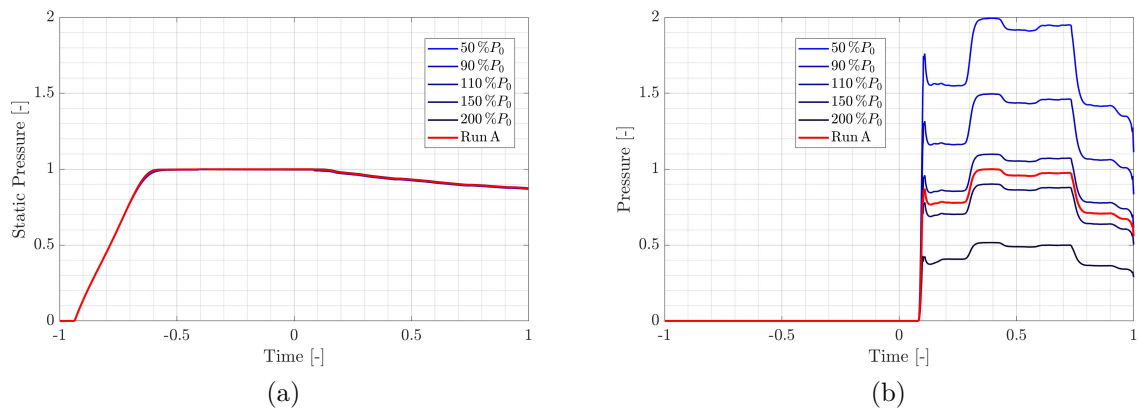 2
1.5
1
0.5
0
-1
-0.5
0
0.5
1
Static Pressure [-]
Time [-]
50 %P0
90 %P0
110 %P0
150 %P0
200 %P0
Run A
(a)
2
1.5
1
0.5
0
-1
-0.5
0
0.5
1
Pressure [-]
Time [-]
50 %P0
90 %P0
110 %P0
150 %P0
200 %P0
Run A
(b)